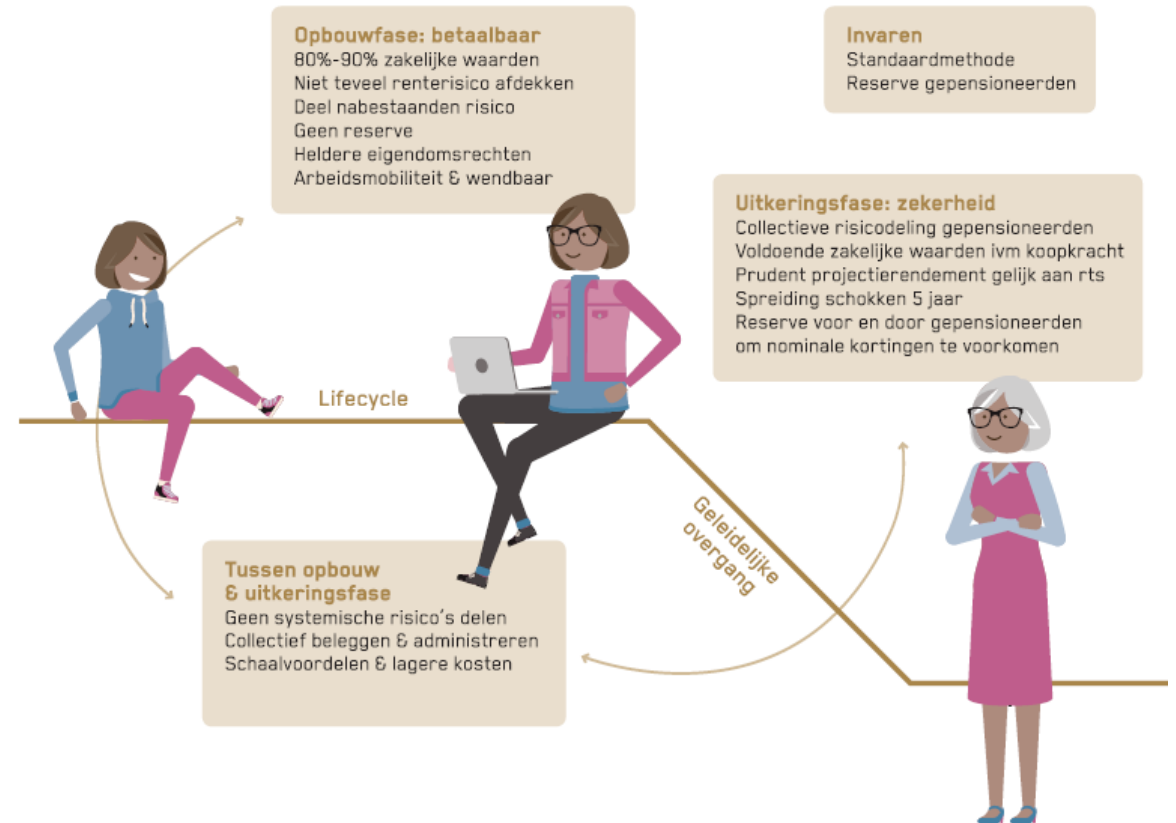 Opbouwfase: betaalbaar
80%-90% zakelijke waarden
Niet teveel renterisico afdekken
Deel nabestaanden risico
Geen reserve
Heldere eigendomsrechten
Arbeidsmobiliteit & wendbaar
Invaren
Standaardmethode
Reserve gepensioneerden
Uitkeringsfase: zekerheid
Collectieve risicodeling gepensioneerden
Voldoende zakelijke waarden ivm koopkracht
Prudent projectierendement gelijk aan rts
Spreiding schokken 5 jaar
Reserve voor en door gepensioneerden
om nominale kortingen te voorkomen
Lifecycle
Geleidelijke
overgang
Tussen opbouw
& uitkeringsfase
Geen systemische risico's delen
Collectief beleggen & administreren
Schaalvoordelen & lagere kosten